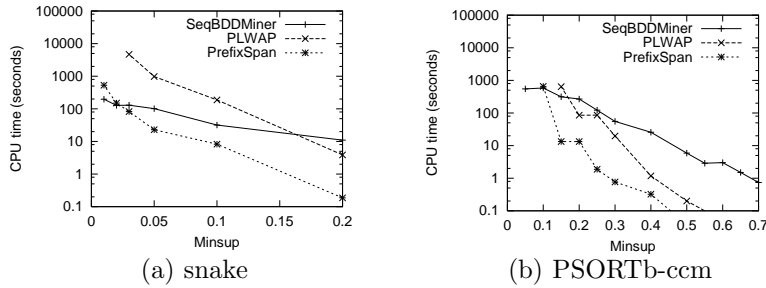 100000
10000
1000
100
10
1
0.1
CPU time (seconds)
SeqBDDMiner
PLWAP
PrefixSpan
0
0.05
0.1
0.15
0.2
Minsup
(a) snake
100000
10000
1000
100
10
1
0.1
CPU time (seconds)
SeqBDDMiner
PLWAP
PrefixSpan
0
0.1
0.2
0.3
0.4
0.5
0.6
0.7
Minsup
(b) PSORTb-ccm